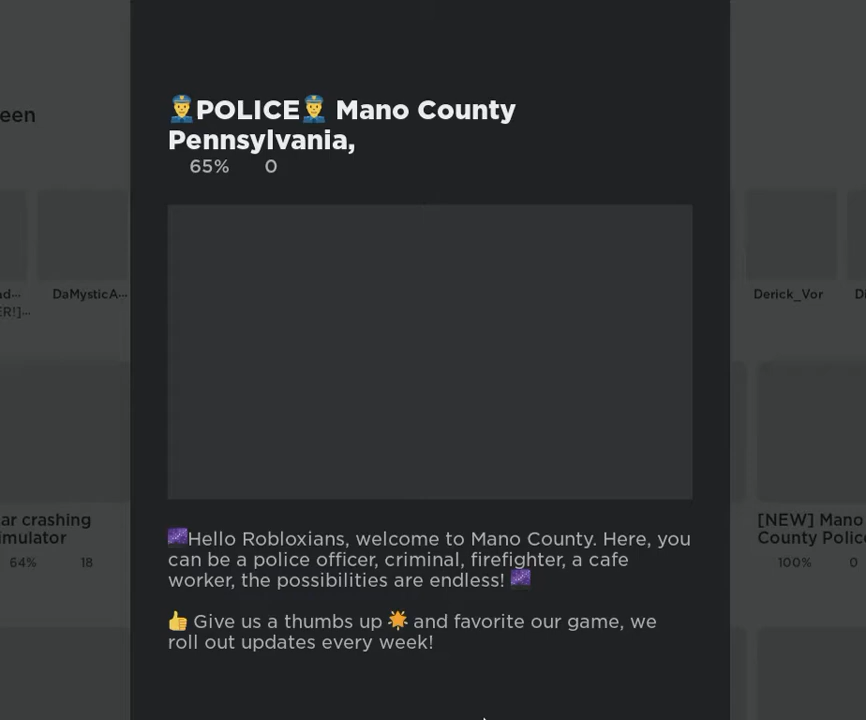 👮POLICE👮 Mano County
Pennsylvania,
65% 0
🌌Hello Robloxians, welcome to Mano County. Here, you
can be a police officer, criminal, firefighter, a cafe
worker, the possibilities are endless! 🌌
👍 Give us a thumbs up 🌟 and favorite our game, we
roll out updates every week!
een
d...
ER!]...
DaMysticA...
Derick_Vor
Di
ar crashing
imulator
64% 18
[NEW] Mano
County Police
100% 0